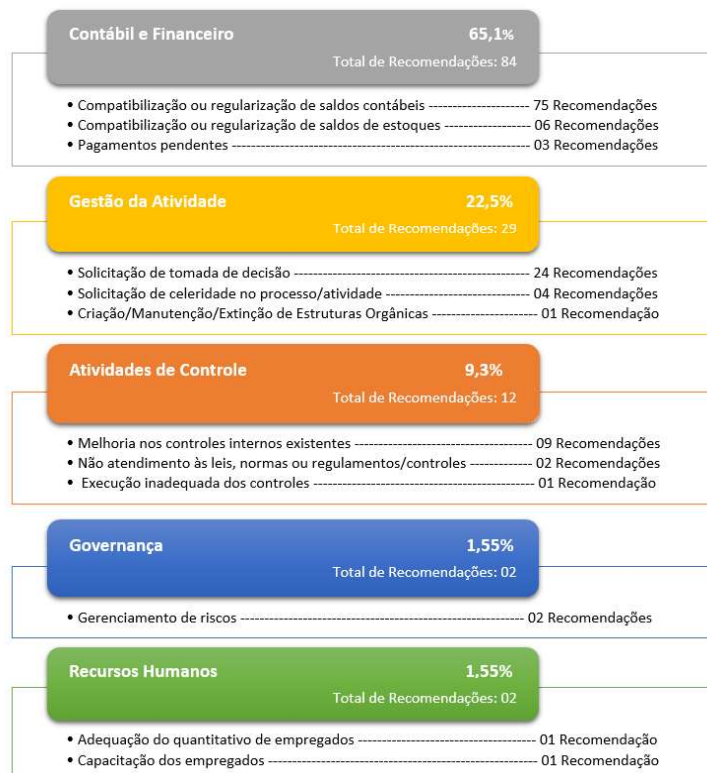 Contábil e Financeiro 65,1%
Total de Recomendações: 84
• Compatibilização ou regularização de saldos contábeis --------------------- 75 Recomendações
• Compatibilização ou regularização de saldos de estoques ------------------ 06 Recomendações
• Pagamentos pendentes -------------------------------------------------------------- 03 Recomendações
Gestão da Atividade 22,5%
Total de Recomendações: 29
• Solicitação de tomada de decisão ------------------------------------------------- 24 Recomendações
• Solicitação de celeridade no processo/atividade ------------------------------ 04 Recomendações
• Criação/Manutenção/Extinção de Estruturas Orgânicas ---------------------- 01 Recomendação
Atividades de Controle 9,3%
Total de Recomendações: 12
• Melhoria nos controles internos existentes ------------------------------------- 09 Recomendações
• Não atendimento às leis, normas ou regulamentos/controles ------------- 02 Recomendações
• Execução inadequada dos controles ---------------------------------------------- 01 Recomendação
Governança 1,55%
Total de Recomendações: 02
• Gerenciamento de riscos ----------------------------------------------------------- 02 Recomendações
Recursos Humanos 1,55%
Total de Recomendações: 02
• Adequação do quantitativo de empregados ------------------------------------- 01 Recomendação
• Capacitação dos empregados -------------------------------------------------------- 01 Recomendação